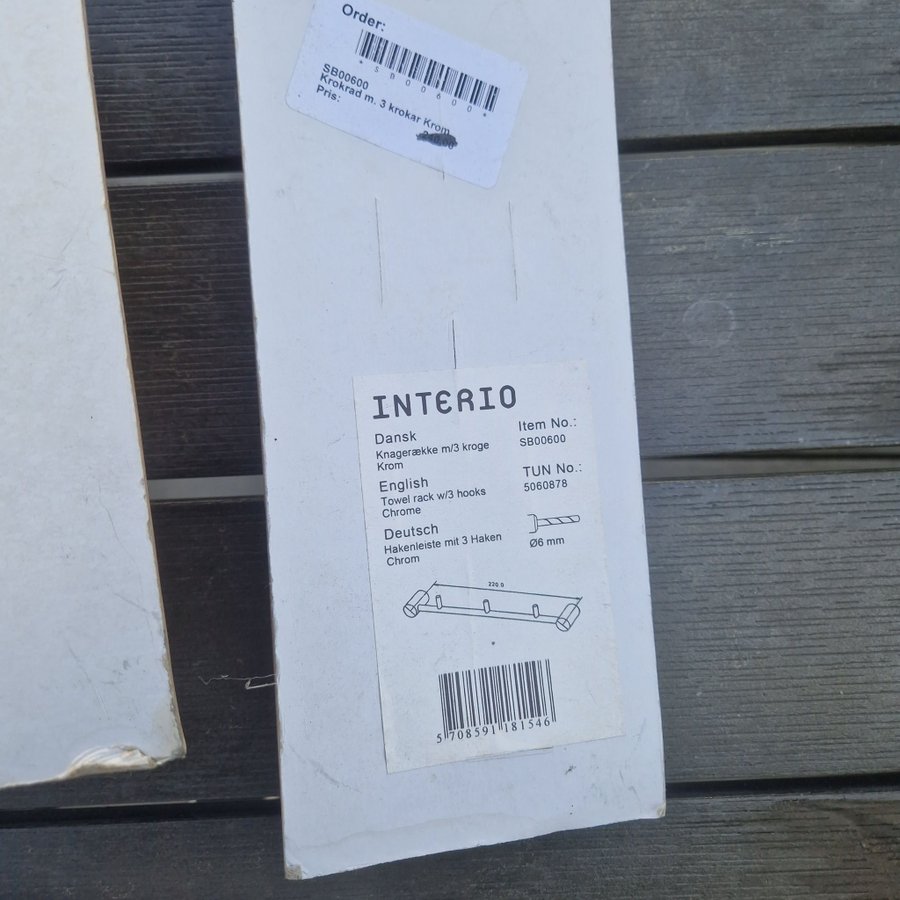 Order:
*SB00600*
SB00600
Krokrad m. 3 krokar Krom
Pris:
INTERIO
Dansk
Knagerække m/3 kroge
Krom
English
Towel rack w/3 hooks
Chrome
Deutsch
Hakenleiste mit 3 Haken
Chrom
Item No.:
SB00600
TUN No.:
5060878
Ø6 mm
220.0
5 708591 181546